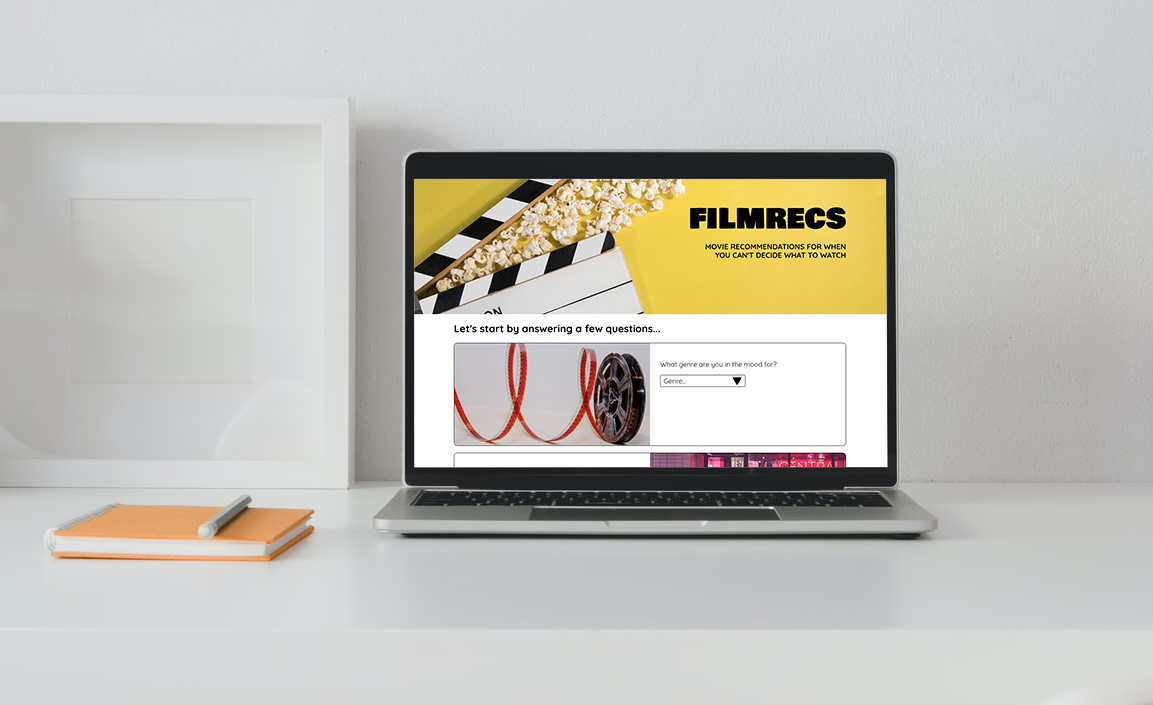 FILMRECS
MOVIE RECOMMENDATIONS FOR WHEN
YOU CAN'T DECIDE WHAT TO WATCH
Let's start by answering a few questions...
What genre are you in the mood for?
Genre...